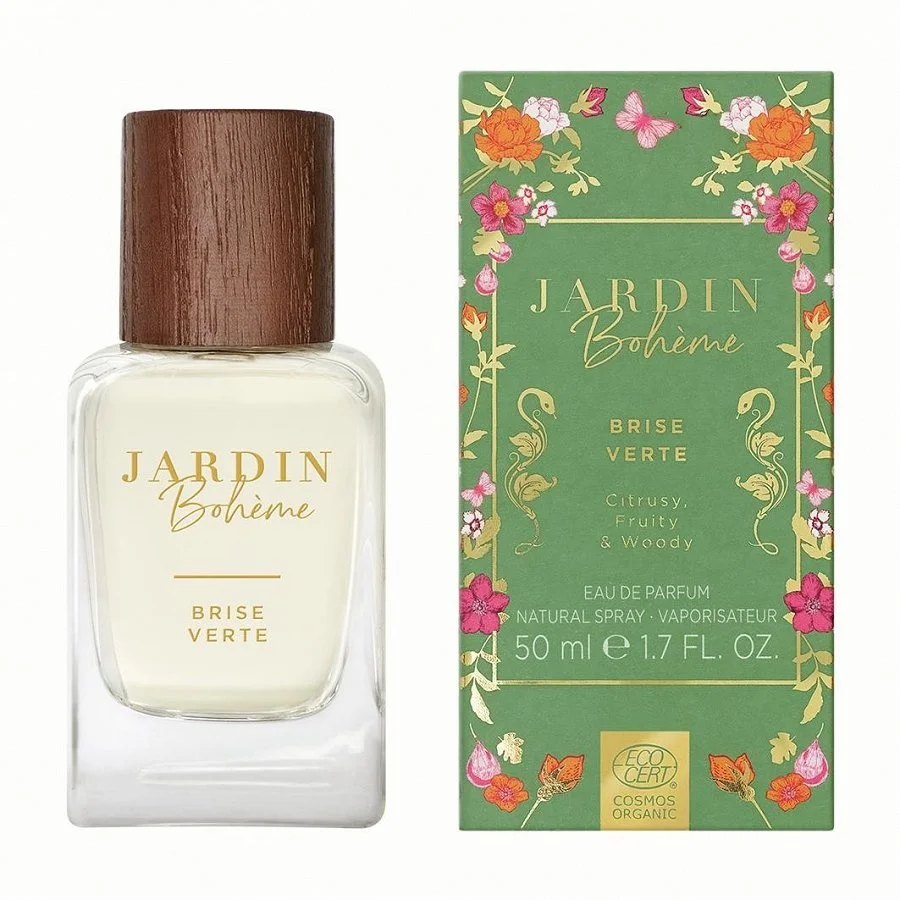 JARDIN
Bohème
BRISE
VERTE
JARDIN
Bohème
BRISE
VERTE
Citrusy,
Fruity
& Woody
EAU DE PARFUM
NATURAL SPRAY · VAPORISATEUR
50 ml ℮ 1.7 FL. OZ.
ECO
CERT®
COSMOS
ORGANIC